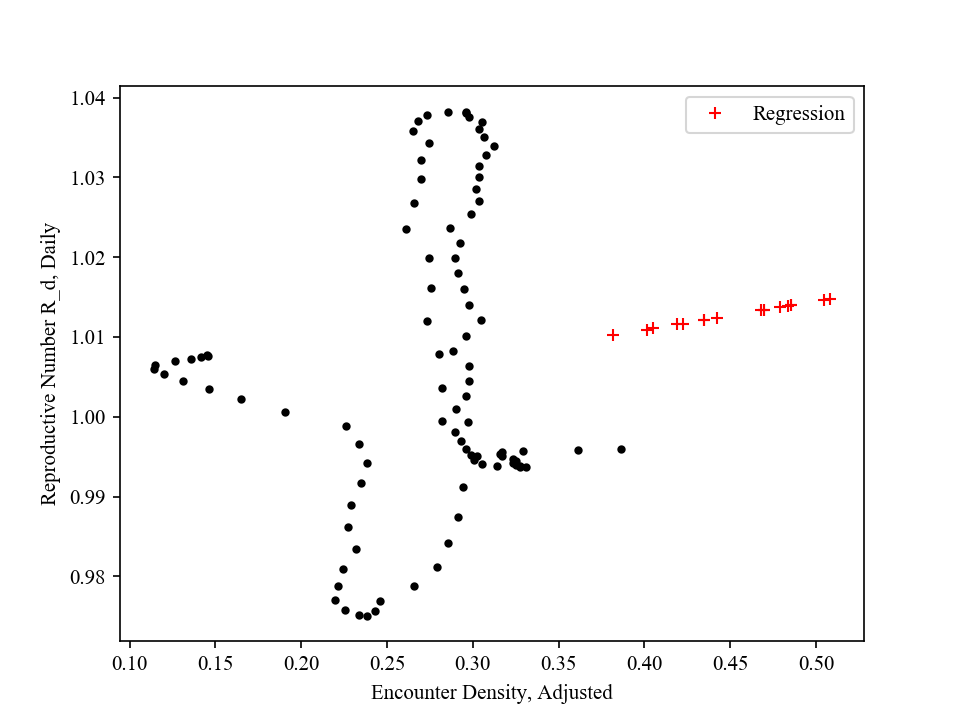 Regression
1.04
1.03
1.02
1.01
1.00
0.99
0.98
Reproductive Number R_d, Daily
0.10 0.15 0.20 0.25 0.30 0.35 0.40 0.45 0.50
Encounter Density, Adjusted